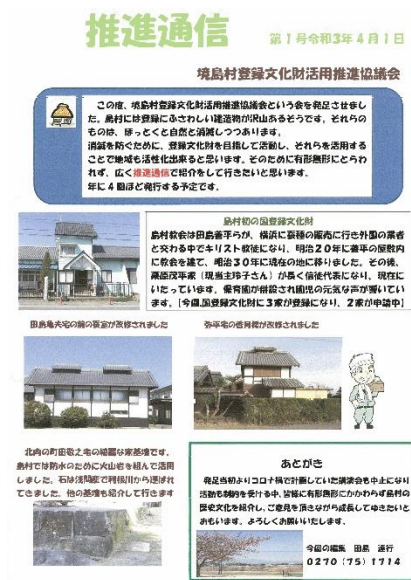 推進通信
第1号令和3年4月1日
境島村登録文化財活用推進協議会
この度、境島村登録文化財活用推進協議会という会を発足させまし
た。島村には登録にふさわしい建造物が沢山あるそうです。それらの
ものは、ほっとくと自然と消滅しつつあります。
消滅を防ぐために、登録文化財を目指して活動し、それらを活用する
ことで地域も活性化出来ると思います。そのために有形無形にとらわ
れず、広く推進通信で紹介をして行きたいと思います。
年に4回ほど発行する予定です。
島村初の国登録文化財
島村教会は田島善平らが、横浜に蚕種の販売に行き外国の業者
と交わる中でキリスト教徒になり、明治20年に善平の屋敷内
に教会を建て、明治30年に現在の地に移りました。その後、
栗原茂平家(現当主玲子さん)が長く信徒代表になり、現在に
いたっています。保育園が併設され園児の元気な声が響いてい
ます。【今回、国登録文化財に3家が登録になり、2家が申請中】
田島亀夫宅の前の蚕室が改修されました
弥平宅の香月楼が改修されました
北向の町田敬之宅の綺麗な家基壇です。
島村では防水のために火山岩を組んで活用
しました。石は浅間産で利根川から運ばれ
てきました。他の基壇も紹介して行きます
あとがき
発足当初よりコロナ禍で計画していた講演会も中止になり
活動も制約を受ける中、皆様に有形無形にかかわらず島村の
歴史文化を紹介し、ご意見を頂きながら成長してゆきたいと
おもいます。よろしくお願いいたします。
今回の編集 田島 達行
0270(75)1714